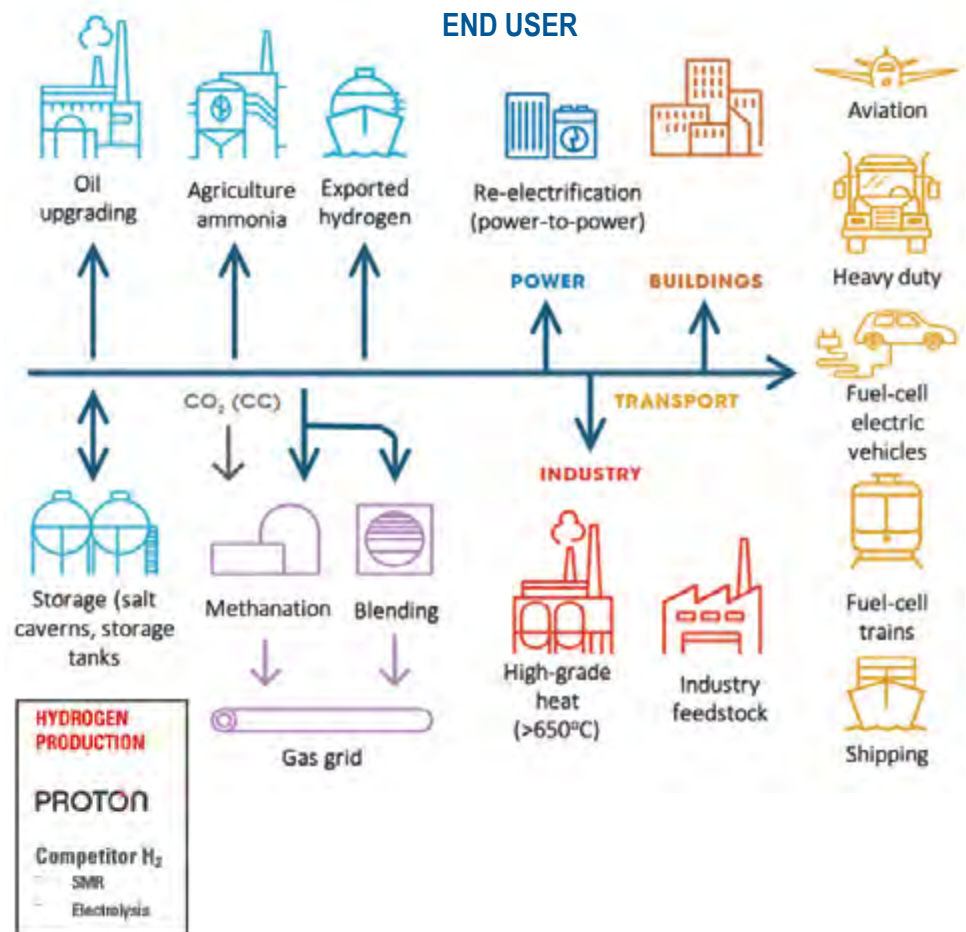 END USER
Oil
upgrading
Agriculture
ammonia
Exported
hydrogen
Re-electrification
(power-to-power)
POWER
BUILDINGS
Aviation
Heavy duty
Fuel-cell
electric
vehicles
Fuel-cell
trains
Shipping
TRANSPORT
CO₂ (CC)
INDUSTRY
Storage (salt
caverns, storage
tanks
Methanation
Blending
Gas grid
High-grade
heat
(>650°C)
Industry
feedstock
HYDROGEN
PRODUCTION
PROTON
Competitor H₂
SMR
Electrolysis